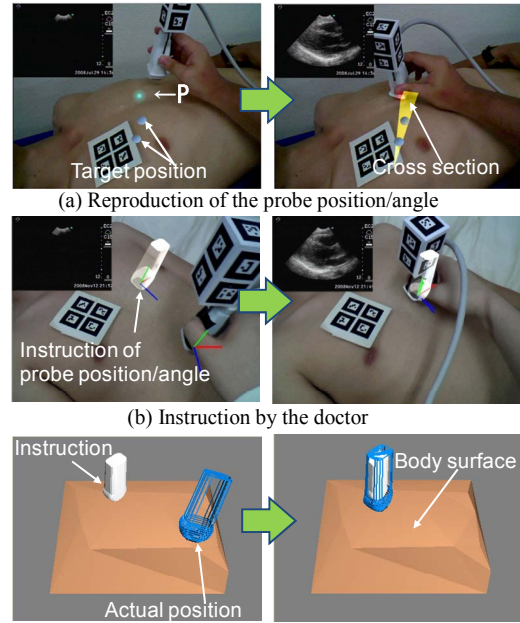 P
Target position
Cross section
(a) Reproduction of the probe position/angle
Instruction of
probe position/angle
(b) Instruction by the doctor
Instruction
Actual position
Body surface